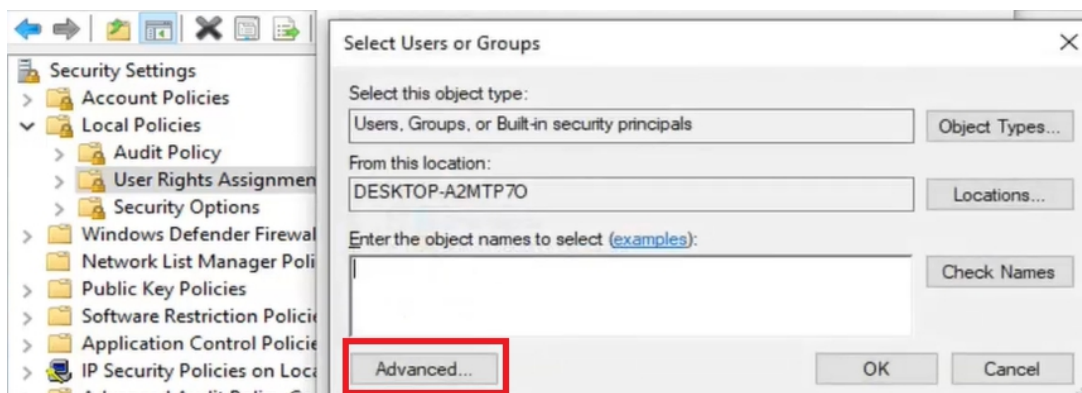 Security Settings
Account Policies
Local Policies
Audit Policy
User Rights Assignmen
Security Options
Windows Defender Firewal
Network List Manager Poli
Public Key Policies
Software Restriction Policie
Application Control Policie
IP Security Policies on Loca
Select Users or Groups
Select this object type:
Users, Groups, or Built-in security principals
Object Types...
From this location:
DESKTOP-A2MTP7O
Locations...
Enter the object names to select (examples):
Check Names
Advanced...
OK
Cancel